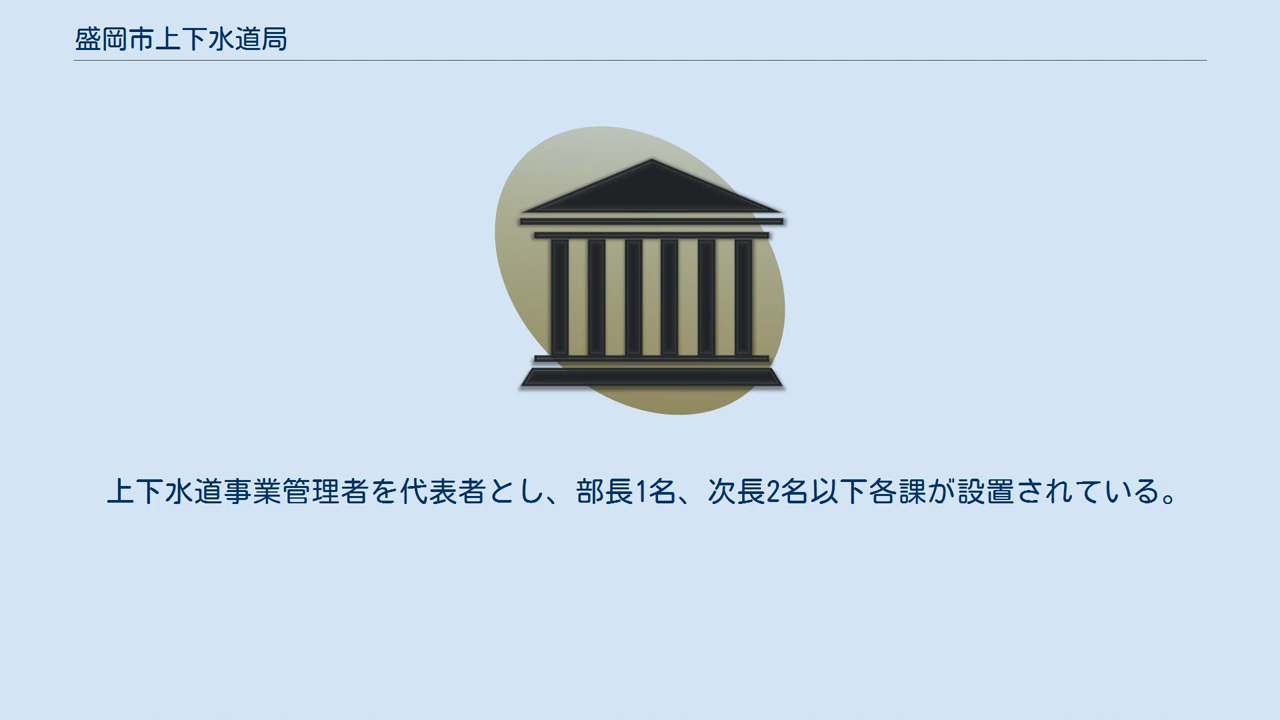 盛岡市上下水道局
上下水道事業管理者を代表者とし、部長1名、次長2名以下各課が設置されている。